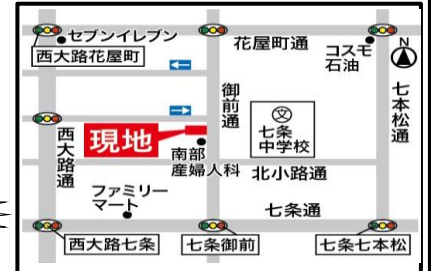 セブンイレブン
西大路花屋町
花屋町通
コスモ
石油
N
七本松通
御前通
文
七条
中学校
西大路通
現地
南部
産婦人科
北小路通
ファミリー
マート
七条通
西大路七条
七条御前
七条七本松